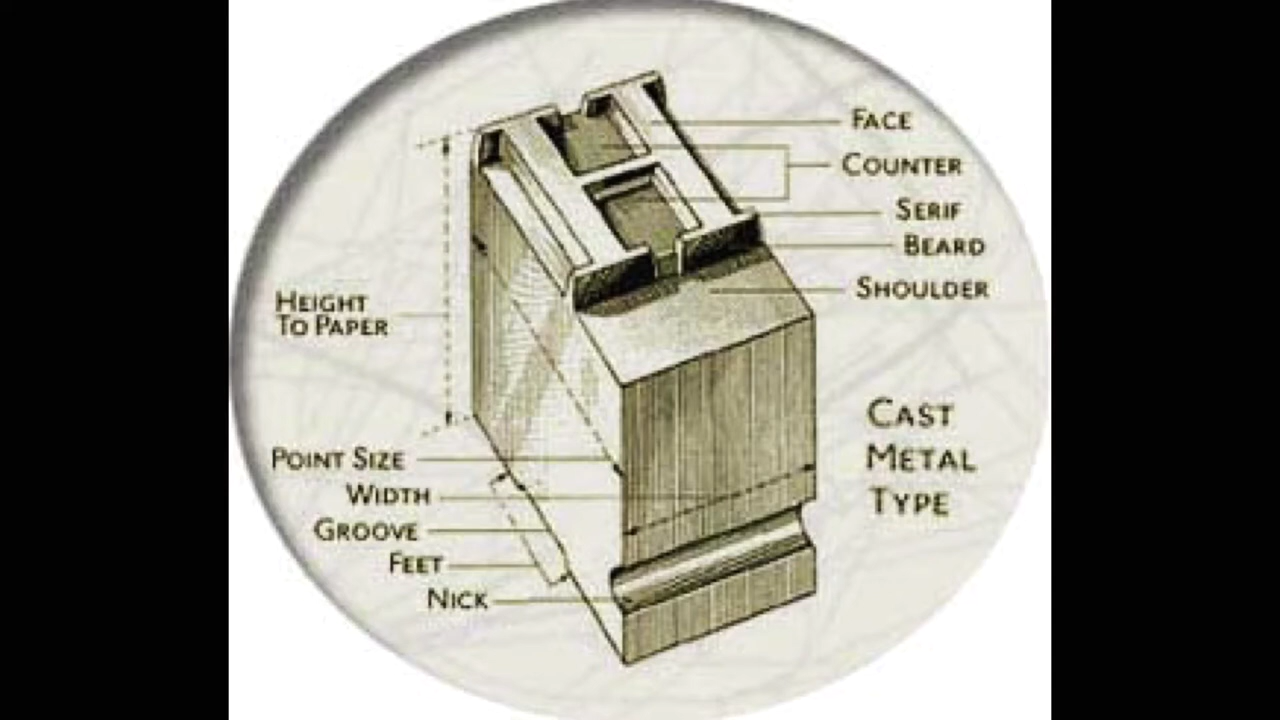 FACE
COUNTER
SERIF
BEARD
SHOULDER
HEIGHT
TO PAPER
POINT SIZE
WIDTH
GROOVE
FEET
NICK
CAST
METAL
TYPE